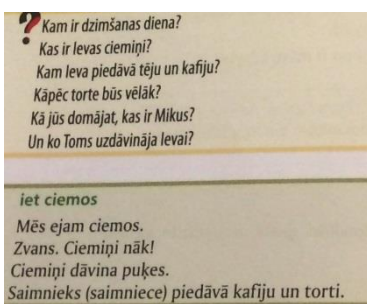 ? Kam ir dzimšanas diena?
Kas ir Ievas ciemiņi?
Kam Ieva piedāvā tēju un kafiju?
Kāpēc torte būs vēlāk?
Kā jūs domājat, kas ir Mikus?
Un ko Toms uzdāvināja Ievai?
iet ciemos
Mēs ejam ciemos.
Zvans. Ciemiņi nāk!
Ciemiņi dāvina puķes.
Saimnieks (saimniece) piedāvā kafiju un torti.